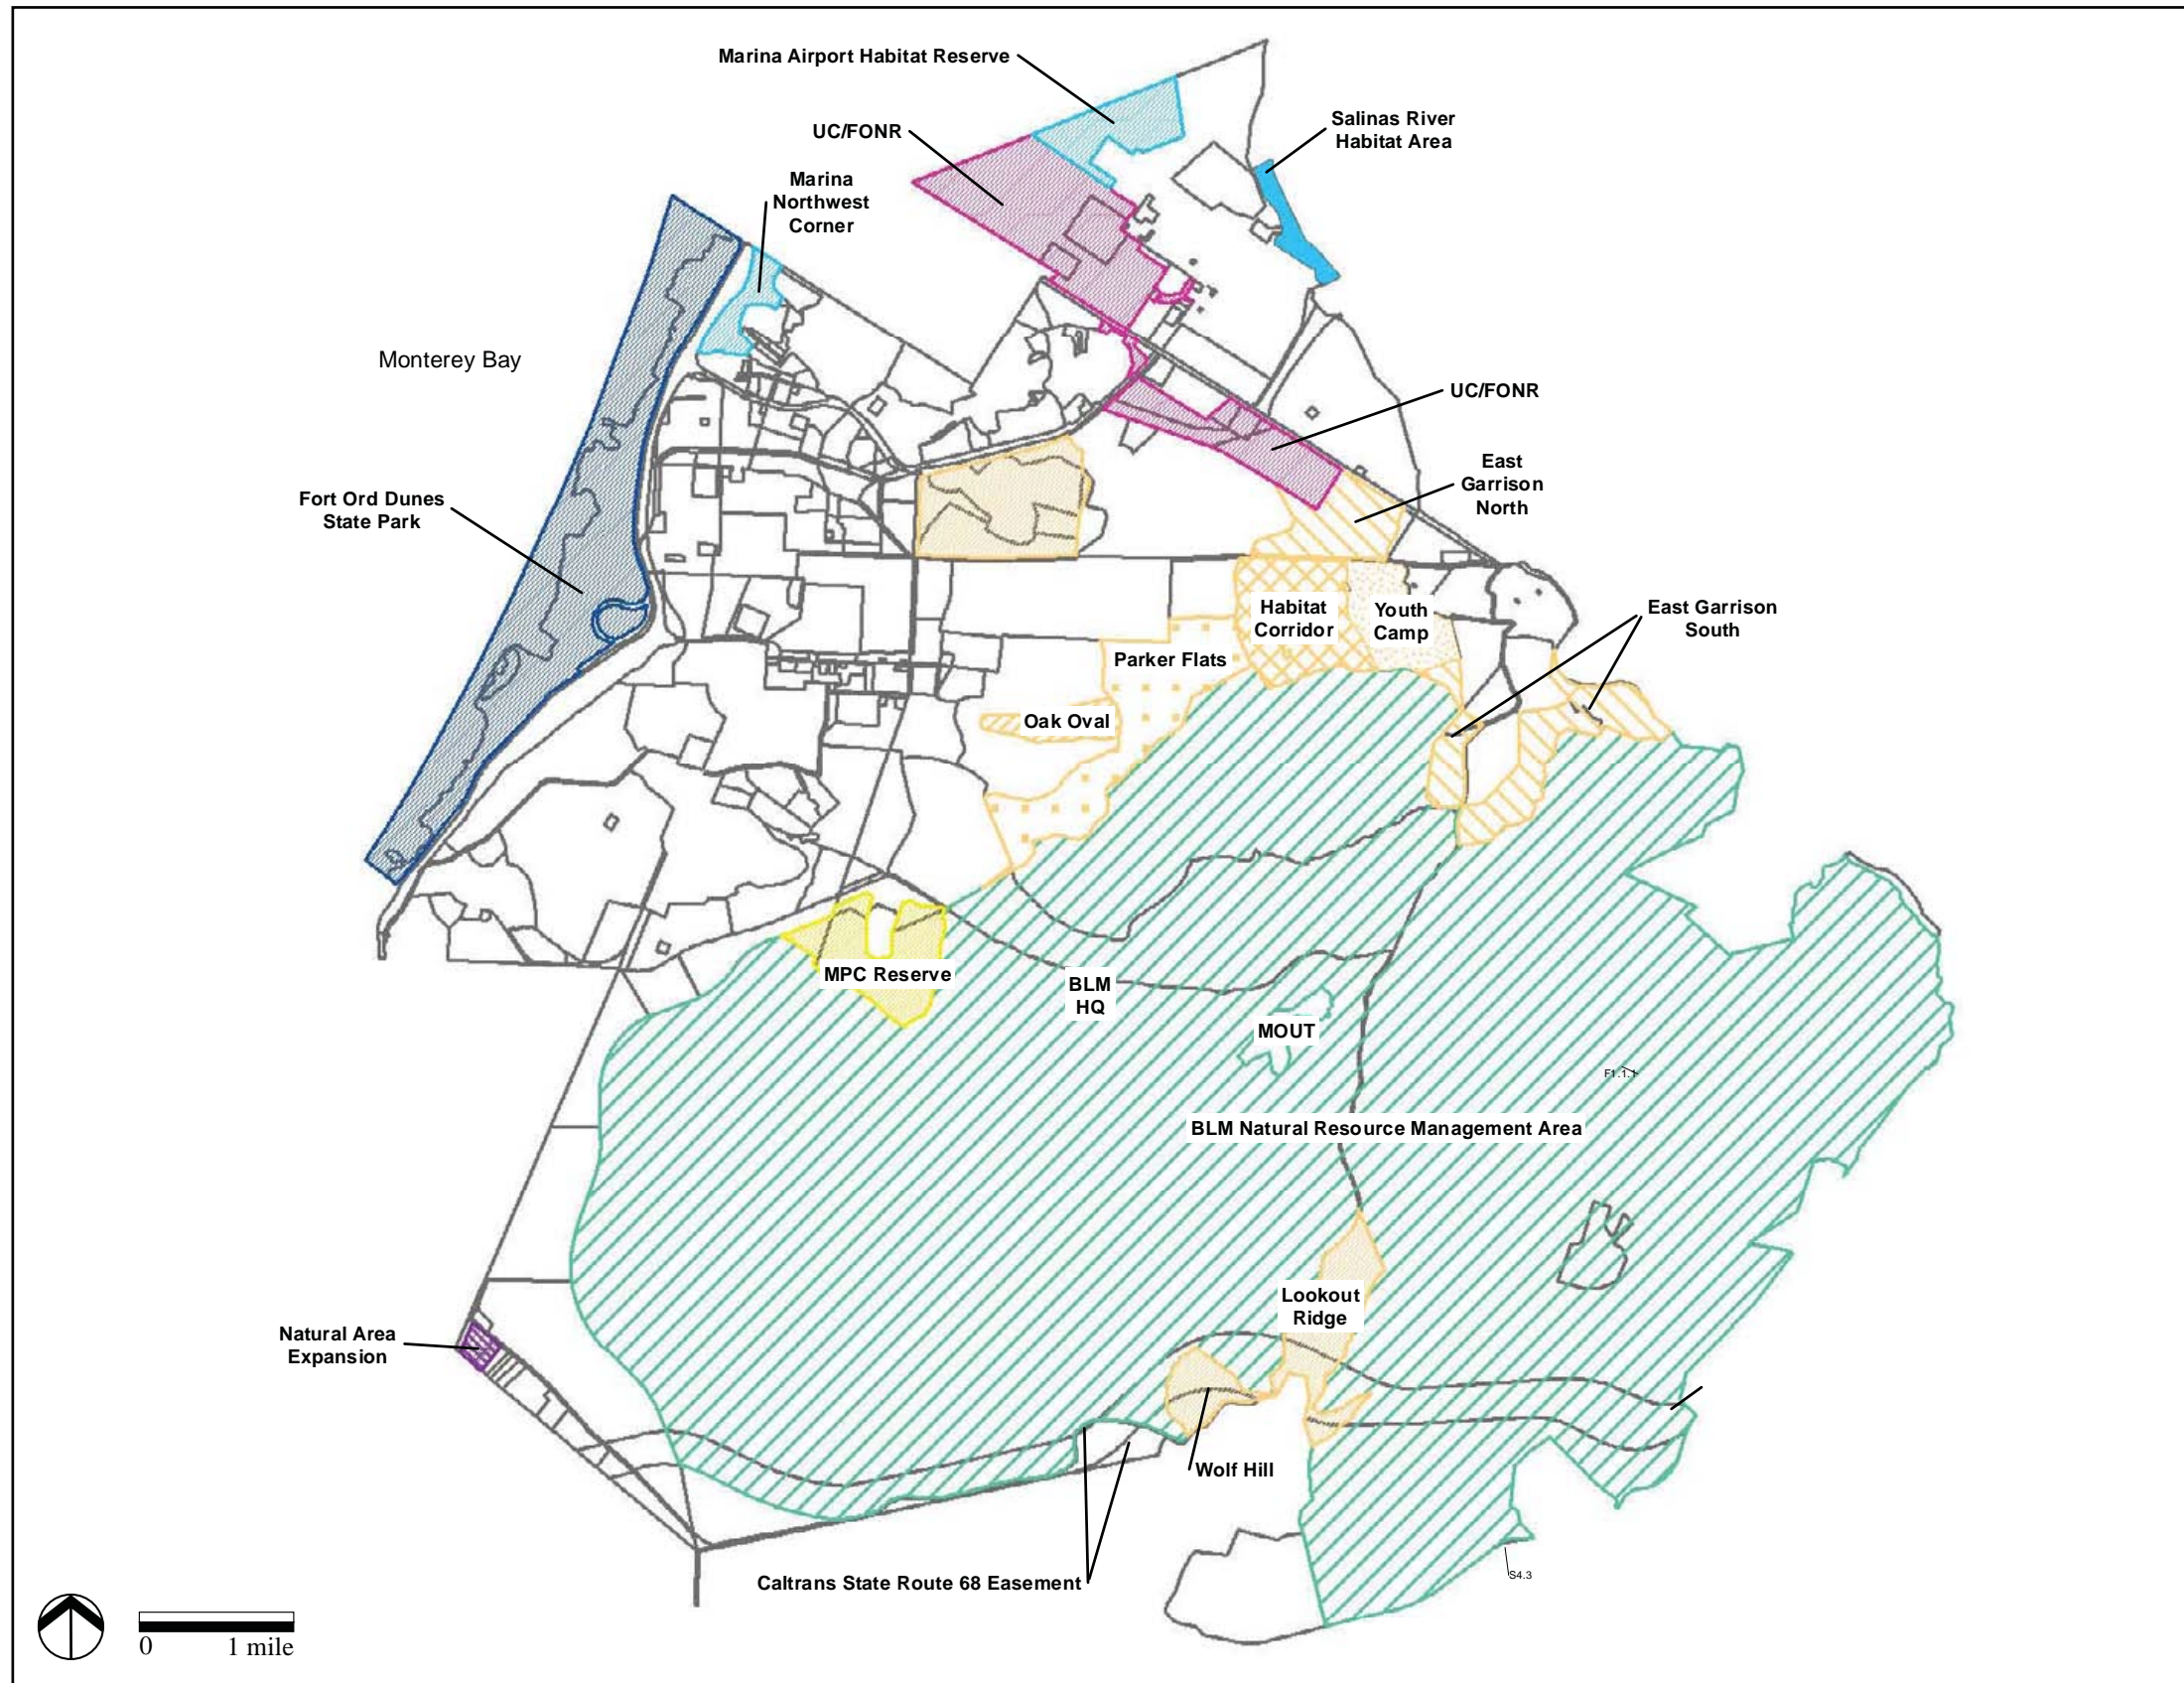 Marina Airport Habitat Reserve
UC/FONR
Salinas River
Habitat Area
Marina
Northwest
Corner
Monterey Bay
UC/FONR
East
Garrison
North
Fort Ord Dunes
State Park
Habitat
Corridor
Youth
Camp
East Garrison
South
Parker Flats
Oak Oval
MPC Reserve
BLM
HQ
MOUT
F1.1.1
BLM Natural Resource Management Area
Lookout
Ridge
Natural Area
Expansion
Wolf Hill
Caltrans State Route 68 Easement
S4.3
0 1 mile